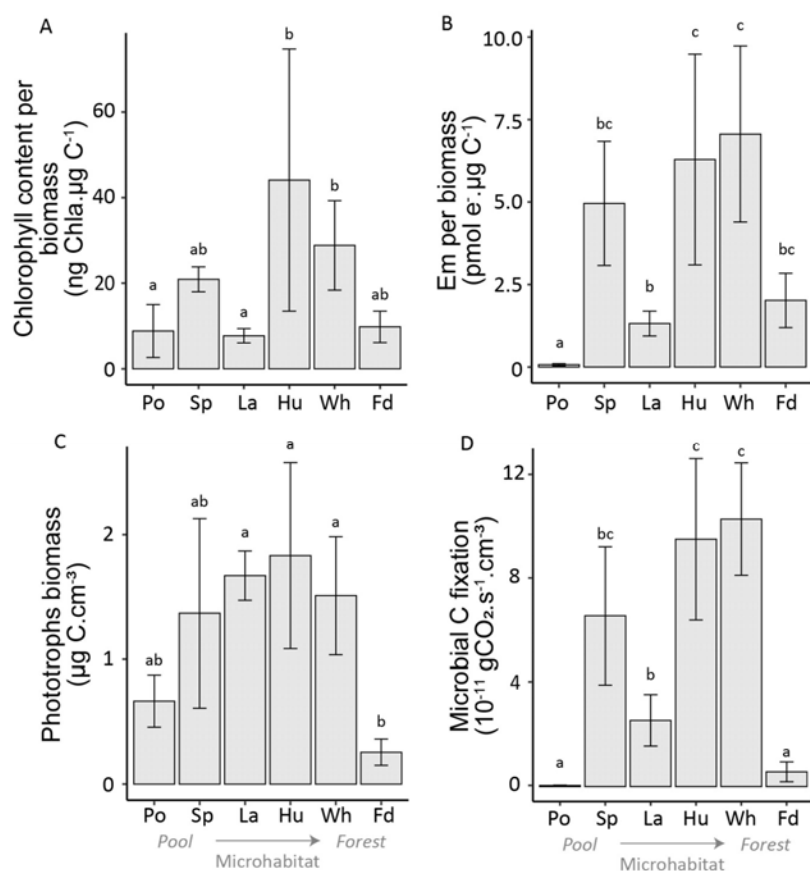 A
Chlorophyll content per
biomass
(ng Chla.µg C⁻¹)
60
40
20
0
a
ab
a
b
b
ab
Po Sp La Hu Wh Fd
B
Em per biomass
(pmol e⁻.µg C⁻¹)
10.0
7.5
5.0
2.5
0.0
a
bc
b
c
c
bc
Po Sp La Hu Wh Fd
C
Phototrophs biomass
(µg C.cm⁻³)
2
1
0
ab
ab
a
a
a
b
Po Sp La Hu Wh Fd
Pool Forest
Microhabitat
D
Microbial C fixation
(10⁻¹¹ gCO₂.s⁻¹.cm⁻³)
12
8
4
0
a
bc
b
c
c
a
Po Sp La Hu Wh Fd
Pool Forest
Microhabitat